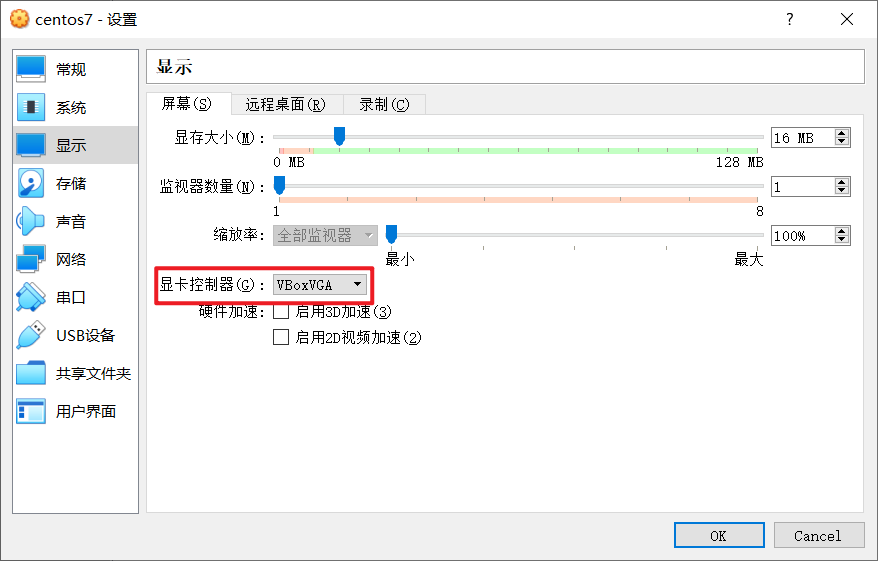 centos7 - 设置
?
常规
系统
显示
存储
声音
网络
串口
USB设备
共享文件夹
用户界面
显示
屏幕(S) 远程桌面(R) 录制(C)
显存大小(M): 16 MB
0 MB 128 MB
监视器数量(N): 1
1 8
缩放率: 全部监视器 100%
最小 最大
显卡控制器(G): VBoxVGA
硬件加速: 启用3D加速(3)
启用2D视频加速(2)
OK Cancel